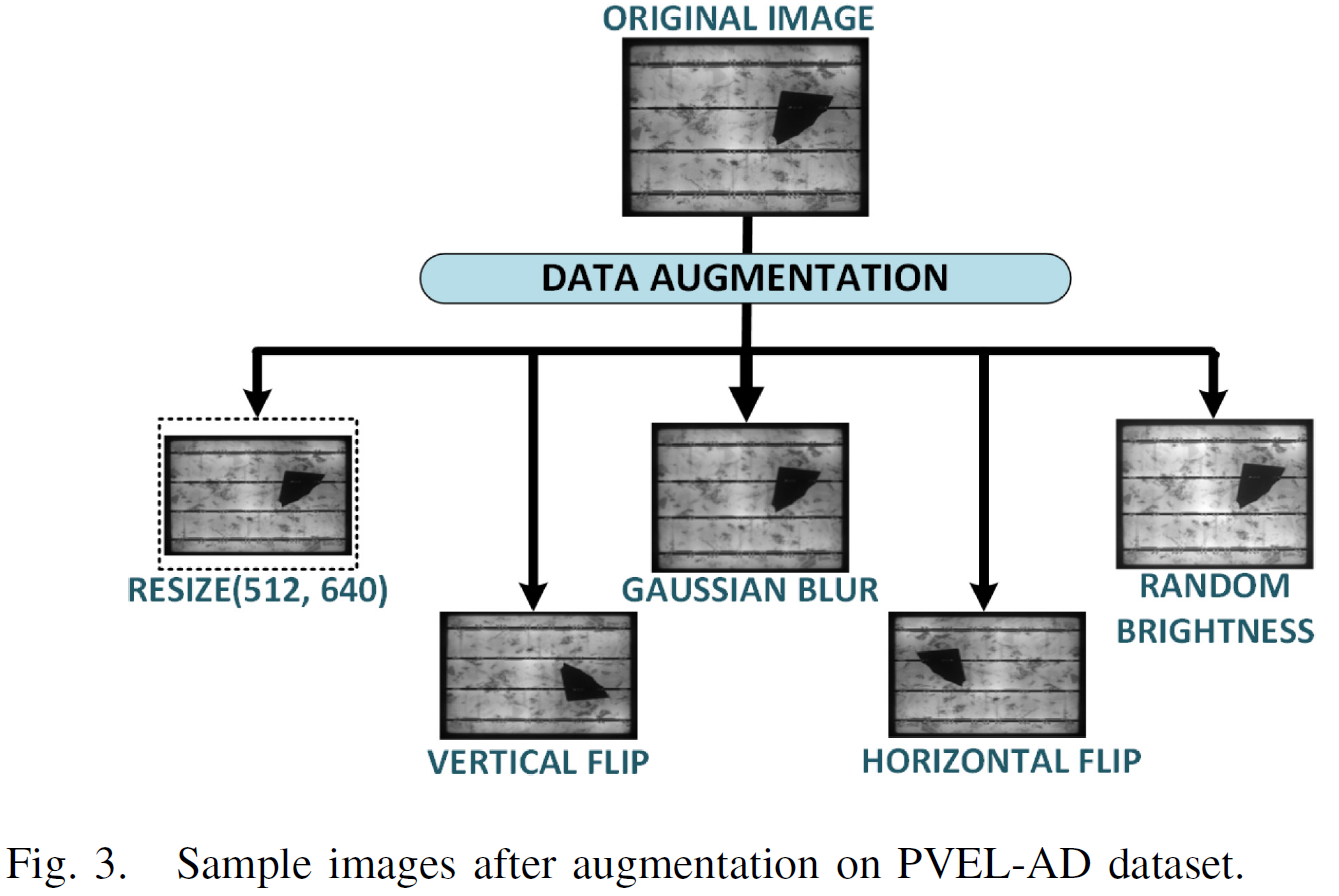 ORIGINAL IMAGE
DATA AUGMENTATION
RESIZE(512, 640)
GAUSSIAN BLUR
RANDOM
BRIGHTNESS
VERTICAL FLIP
HORIZONTAL FLIP
Fig. 3. Sample images after augmentation on PVEL-AD dataset.